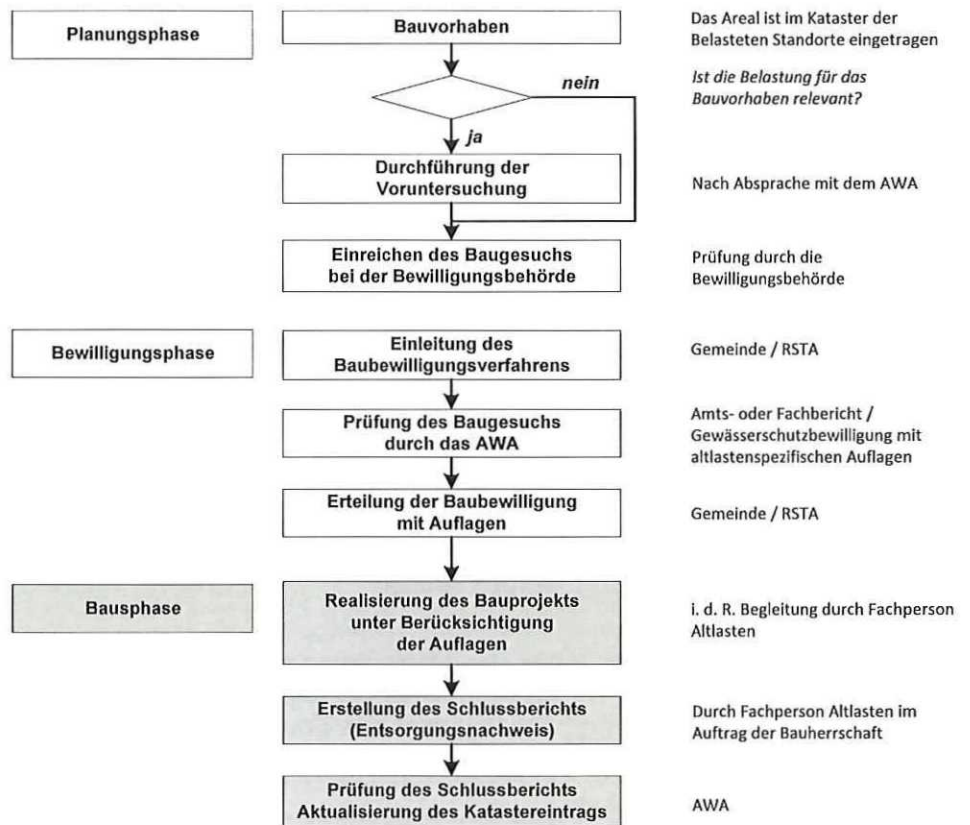 Planungsphase
Bauvorhaben
Das Areal ist im Kataster der
Belasteten Standorte eingetragen
nein
Ist die Belastung für das
Bauvorhaben relevant?
ja
Durchführung der
Voruntersuchung
Nach Absprache mit dem AWA
Einreichen des Baugesuchs
bei der Bewilligungsbehörde
Prüfung durch die
Bewilligungsbehörde
Bewilligungsphase
Einleitung des
Baubewilligungsverfahrens
Gemeinde / RSTA
Prüfung des Baugesuchs
durch das AWA
Amts- oder Fachbericht /
Gewässerschutzbewilligung mit
altlastenspezifischen Auflagen
Erteilung der Baubewilligung
mit Auflagen
Gemeinde / RSTA
Bausphase
Realisierung des Bauprojekts
unter Berücksichtigung
der Auflagen
i. d. R. Begleitung durch Fachperson
Altlasten
Erstellung des Schlussberichts
(Entsorgungsnachweis)
Durch Fachperson Altlasten im
Auftrag der Bauherrschaft
Prüfung des Schlussberichts
Aktualisierung des Katastereintrags
AWA